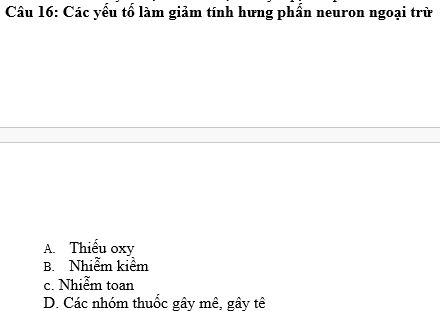 Câu 16: Các yếu tố làm giảm tính hưng phấn neuron ngoại trừ
A. Thiếu oxy
B. Nhiễm kiềm
c. Nhiễm toan
D. Các nhóm thuốc gây mê, gây tê